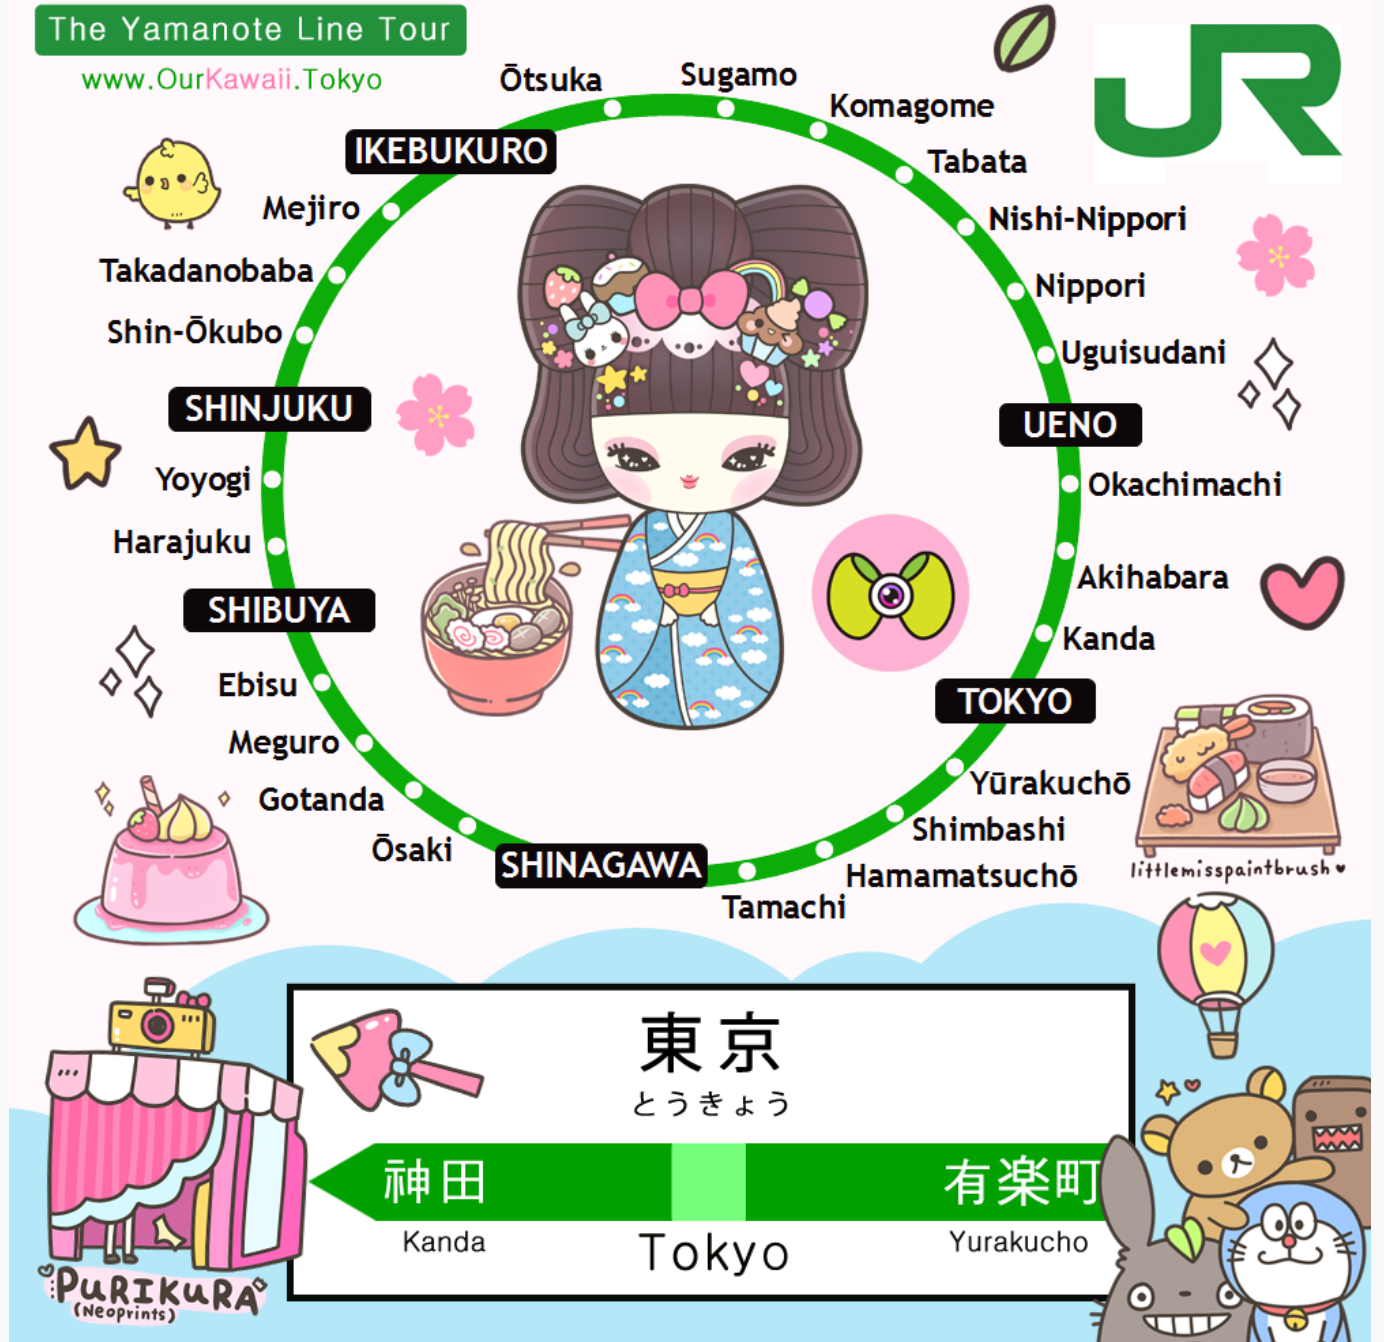 The Yamanote Line Tour
www.OurKawaii.Tokyo
JR
Ōtsuka
Sugamo
Komagome
Tabata
Nishi-Nippori
Nippori
Uguisudani
UENO
Okachimachi
Akihabara
Kanda
TOKYO
Yūrakuchō
Shimbashi
Hamamatsuchō
Tamachi
SHINAGAWA
Ōsaki
Gotanda
Meguro
Ebisu
SHIBUYA
Harajuku
Yoyogi
SHINJUKU
Shin-Ōkubo
Takadanobaba
Mejiro
IKEBUKURO
littlemisspaintbrush
東京
とうきょう
神田
有楽町
Kanda
Tokyo
Yurakucho
PURIKURA
(Neoprints)